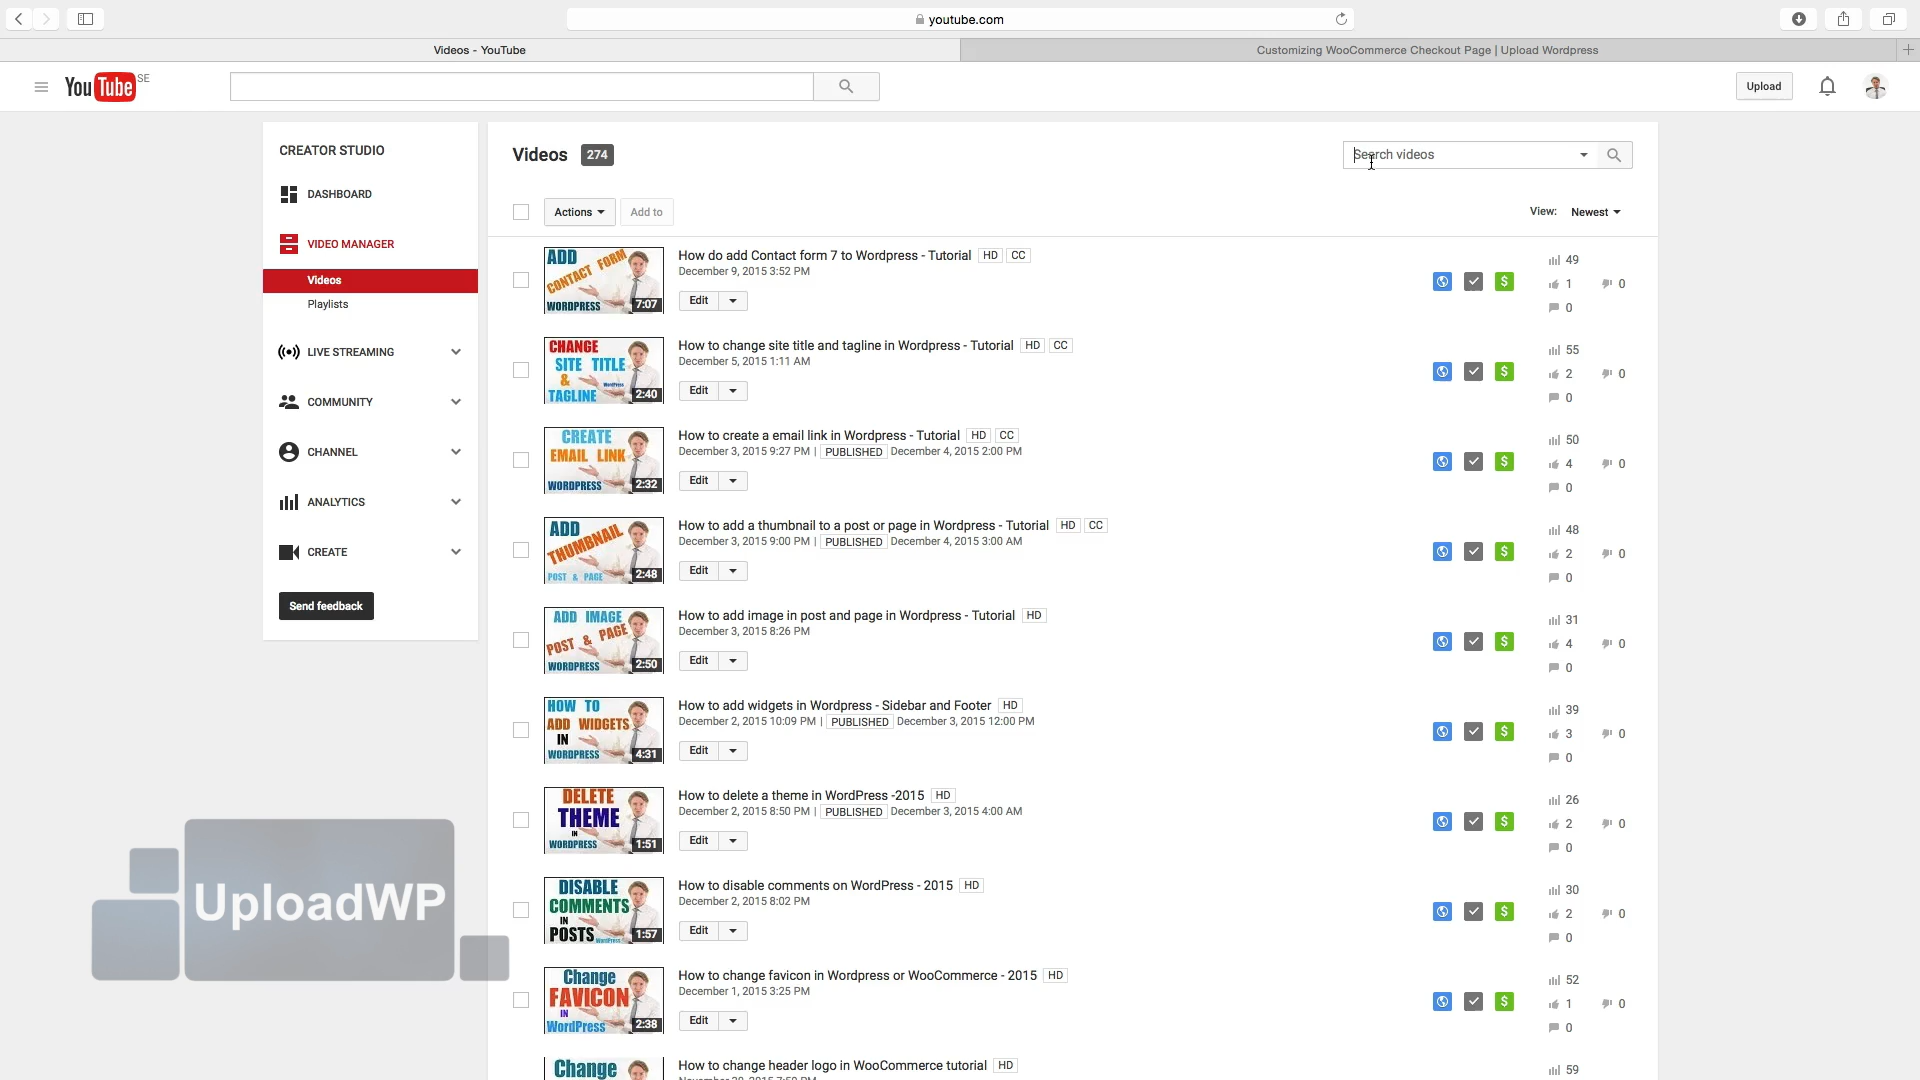 youtube.com
Videos - YouTube
Customizing WooCommerce Checkout Page | Upload Wordpress
YouTube SE
Upload
CREATOR STUDIO
DASHBOARD
VIDEO MANAGER
Videos
Playlists
LIVE STREAMING
COMMUNITY
CHANNEL
ANALYTICS
CREATE
Send feedback
Videos 274
Search videos
Actions Add to
View: Newest
ADD CONTACT FORM WORDPRESS 7:07
How do add Contact form 7 to Wordpress - Tutorial HD CC
December 9, 2015 3:52 PM
Edit
$
49
1 0
0
CHANGE SITE TITLE & TAGLINE WordPress 2:40
How to change site title and tagline in Wordpress - Tutorial HD CC
December 5, 2015 1:11 AM
Edit
$
55
2 0
0
CREATE EMAIL LINK WORDPRESS 2:32
How to create a email link in Wordpress - Tutorial HD CC
December 3, 2015 9:27 PM | PUBLISHED December 4, 2015 2:00 PM
Edit
$
50
4 0
0
ADD THUMBNAIL POST & PAGE 2:48
How to add a thumbnail to a post or page in Wordpress - Tutorial HD CC
December 3, 2015 9:00 PM | PUBLISHED December 4, 2015 3:00 AM
Edit
$
48
2 0
0
ADD IMAGE POST & PAGE WORDPRESS 2:50
How to add image in post and page in Wordpress - Tutorial HD
December 3, 2015 8:26 PM
Edit
$
31
4 0
0
HOW TO ADD WIDGETS IN WORDPRESS 4:31
How to add widgets in Wordpress - Sidebar and Footer HD
December 2, 2015 10:09 PM | PUBLISHED December 3, 2015 12:00 PM
Edit
$
39
3 0
0
DELETE THEME IN WORDPRESS 1:51
How to delete a theme in WordPress -2015 HD
December 2, 2015 8:50 PM | PUBLISHED December 3, 2015 4:00 AM
Edit
$
26
2 0
0
DISABLE COMMENTS IN POSTS WordPress 1:57
How to disable comments on WordPress - 2015 HD
December 2, 2015 8:02 PM
Edit
$
30
2 0
0
Change FAVICON IN WordPress 2:38
How to change favicon in Wordpress or WooCommerce - 2015 HD
December 1, 2015 3:25 PM
Edit
$
52
1 0
0
Change
How to change header logo in WooCommerce tutorial HD
59
UploadWP